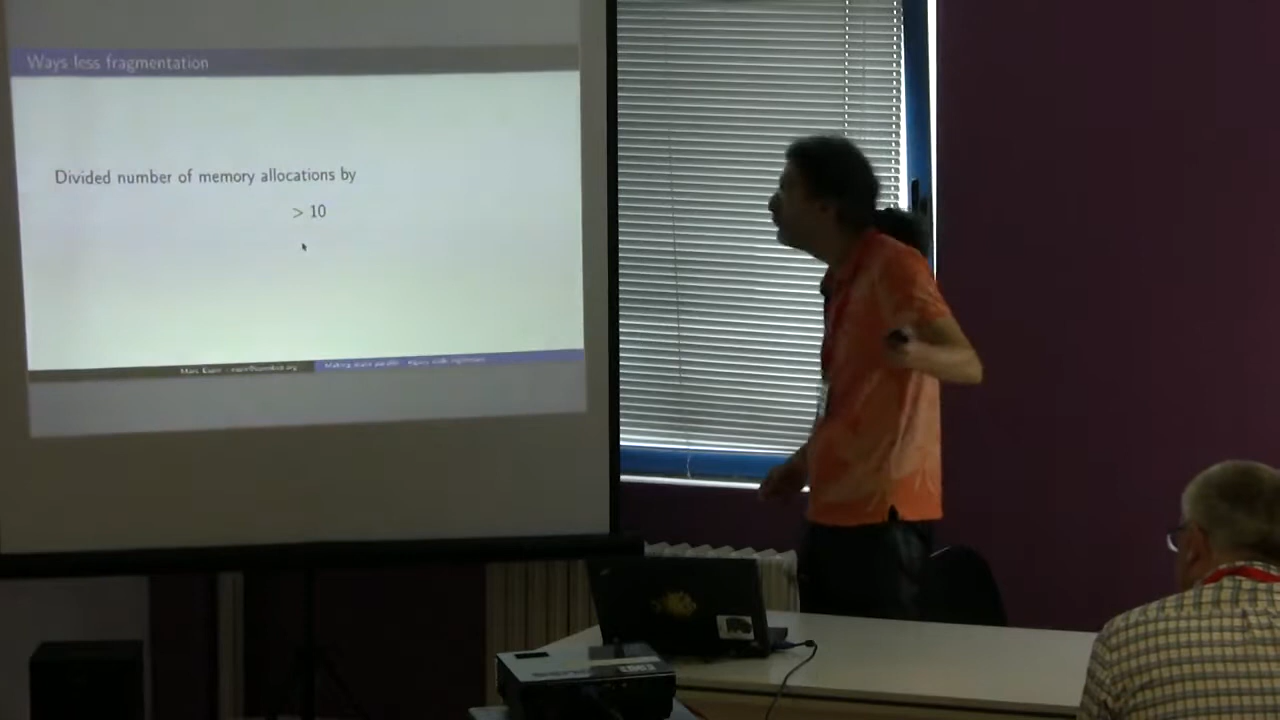 Ways less fragmentation
Divided number of memory allocations by
> 10